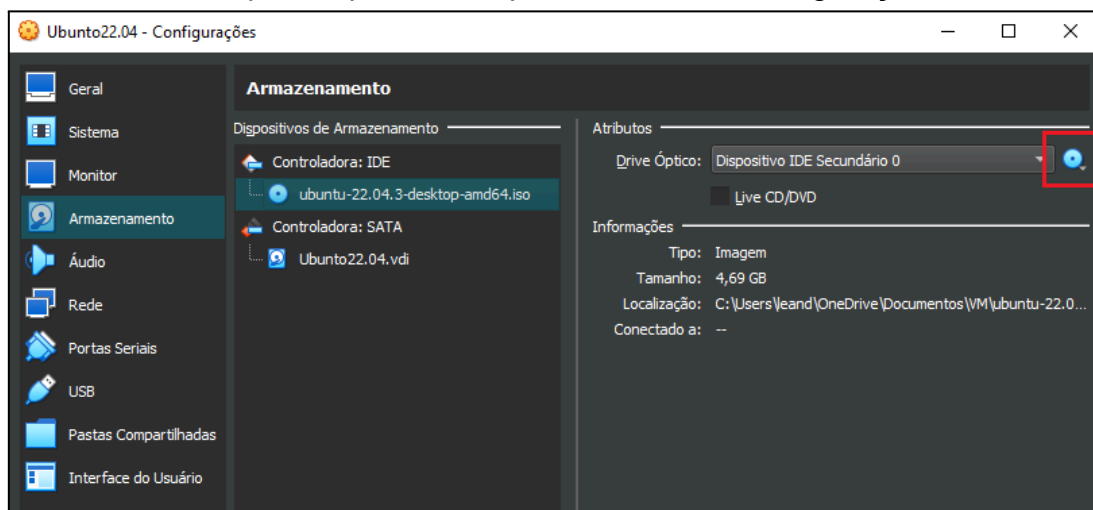 Ubunto22.04 - Configurações
Geral
Sistema
Monitor
Armazenamento
Áudio
Rede
Portas Seriais
USB
Pastas Compartilhadas
Interface do Usuário
Armazenamento
Dispositivos de Armazenamento
Controladora: IDE
ubuntu-22.04.3-desktop-amd64.iso
Controladora: SATA
Ubunto22.04.vdi
Atributos
Drive Óptico: Dispositivo IDE Secundário 0
Live CD/DVD
Informações
Tipo: Imagem
Tamanho: 4,69 GB
Localização: C:\Users\leand\OneDrive\Documentos\VM\ubuntu-22.0...
Conectado a: --